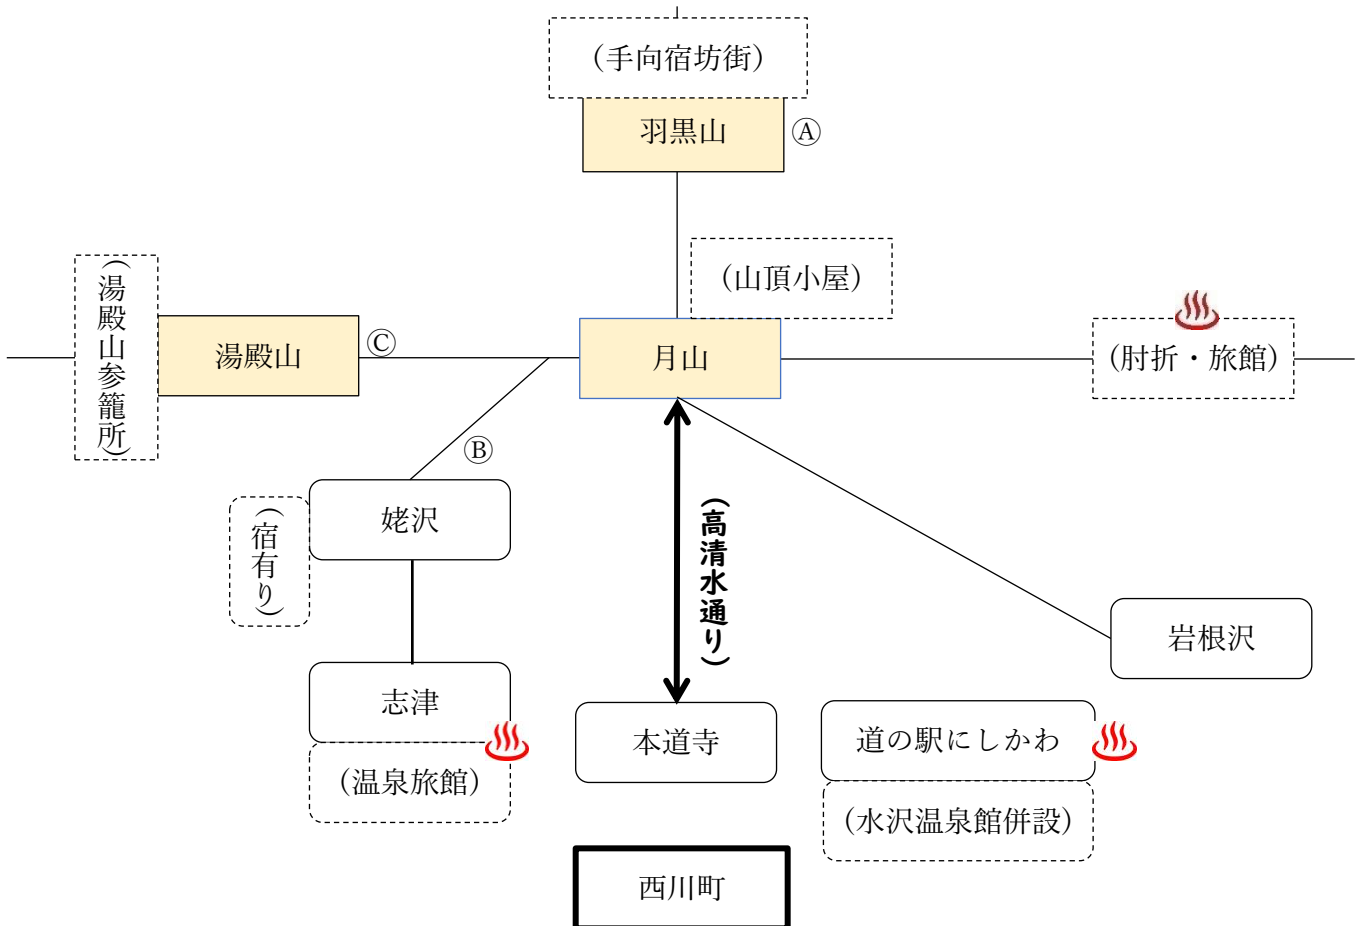 （手向宿坊街）
羽黒山
Ⓐ
（山頂小屋）
（湯殿山参籠所）
湯殿山
Ⓒ
月山
（肘折・旅館）
Ⓑ
姥沢
（宿有り）
（高清水通り）
岩根沢
志津
（温泉旅館）
本道寺
道の駅にしかわ
（水沢温泉館併設）
西川町